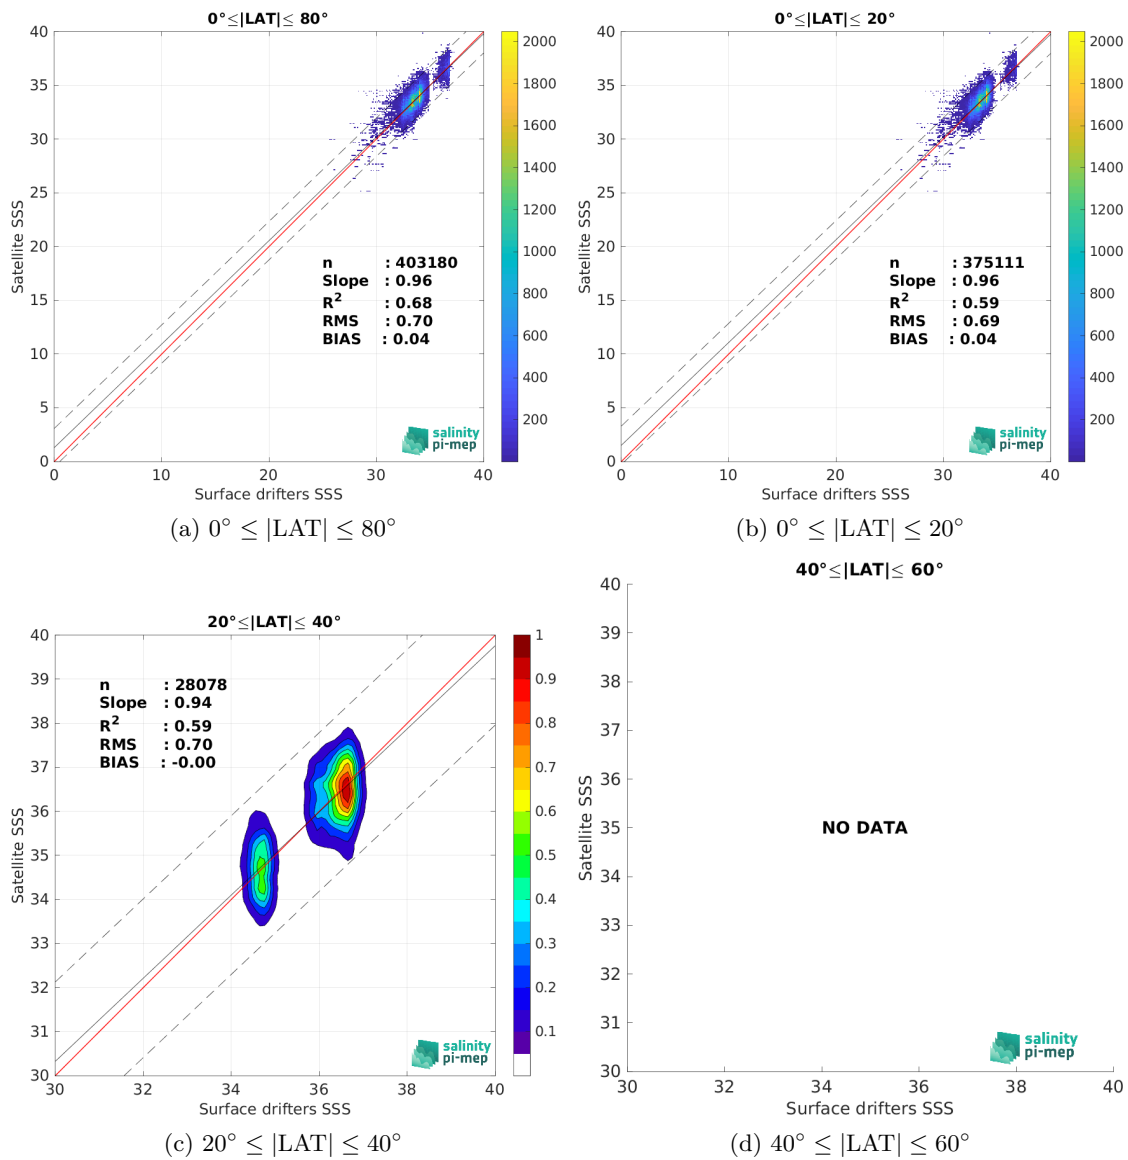 0°≤|LAT|≤ 80°
40
35
30
25
20
15
10
5
0
0
10
20
30
40
Satellite SSS
Surface drifters SSS
n : 403180
Slope : 0.96
R² : 0.68
RMS : 0.70
BIAS : 0.04
salinity
pi-mep
2000
1800
1600
1400
1200
1000
800
600
400
200
(a) 0° ≤ |LAT| ≤ 80°
0°≤|LAT|≤ 20°
40
35
30
25
20
15
10
5
0
0
10
20
30
40
Satellite SSS
Surface drifters SSS
n : 375111
Slope : 0.96
R² : 0.59
RMS : 0.69
BIAS : 0.04
salinity
pi-mep
2000
1800
1600
1400
1200
1000
800
600
400
200
(b) 0° ≤ |LAT| ≤ 20°
20°≤|LAT|≤ 40°
40
39
38
37
36
35
34
33
32
31
30
30
32
34
36
38
40
Satellite SSS
Surface drifters SSS
n : 28078
Slope : 0.94
R² : 0.59
RMS : 0.70
BIAS : -0.00
salinity
pi-mep
1
0.9
0.8
0.7
0.6
0.5
0.4
0.3
0.2
0.1
(c) 20° ≤ |LAT| ≤ 40°
40°≤|LAT|≤ 60°
40
39
38
37
36
35
34
33
32
31
30
30
32
34
36
38
40
Satellite SSS
Surface drifters SSS
NO DATA
salinity
pi-mep
(d) 40° ≤ |LAT| ≤ 60°